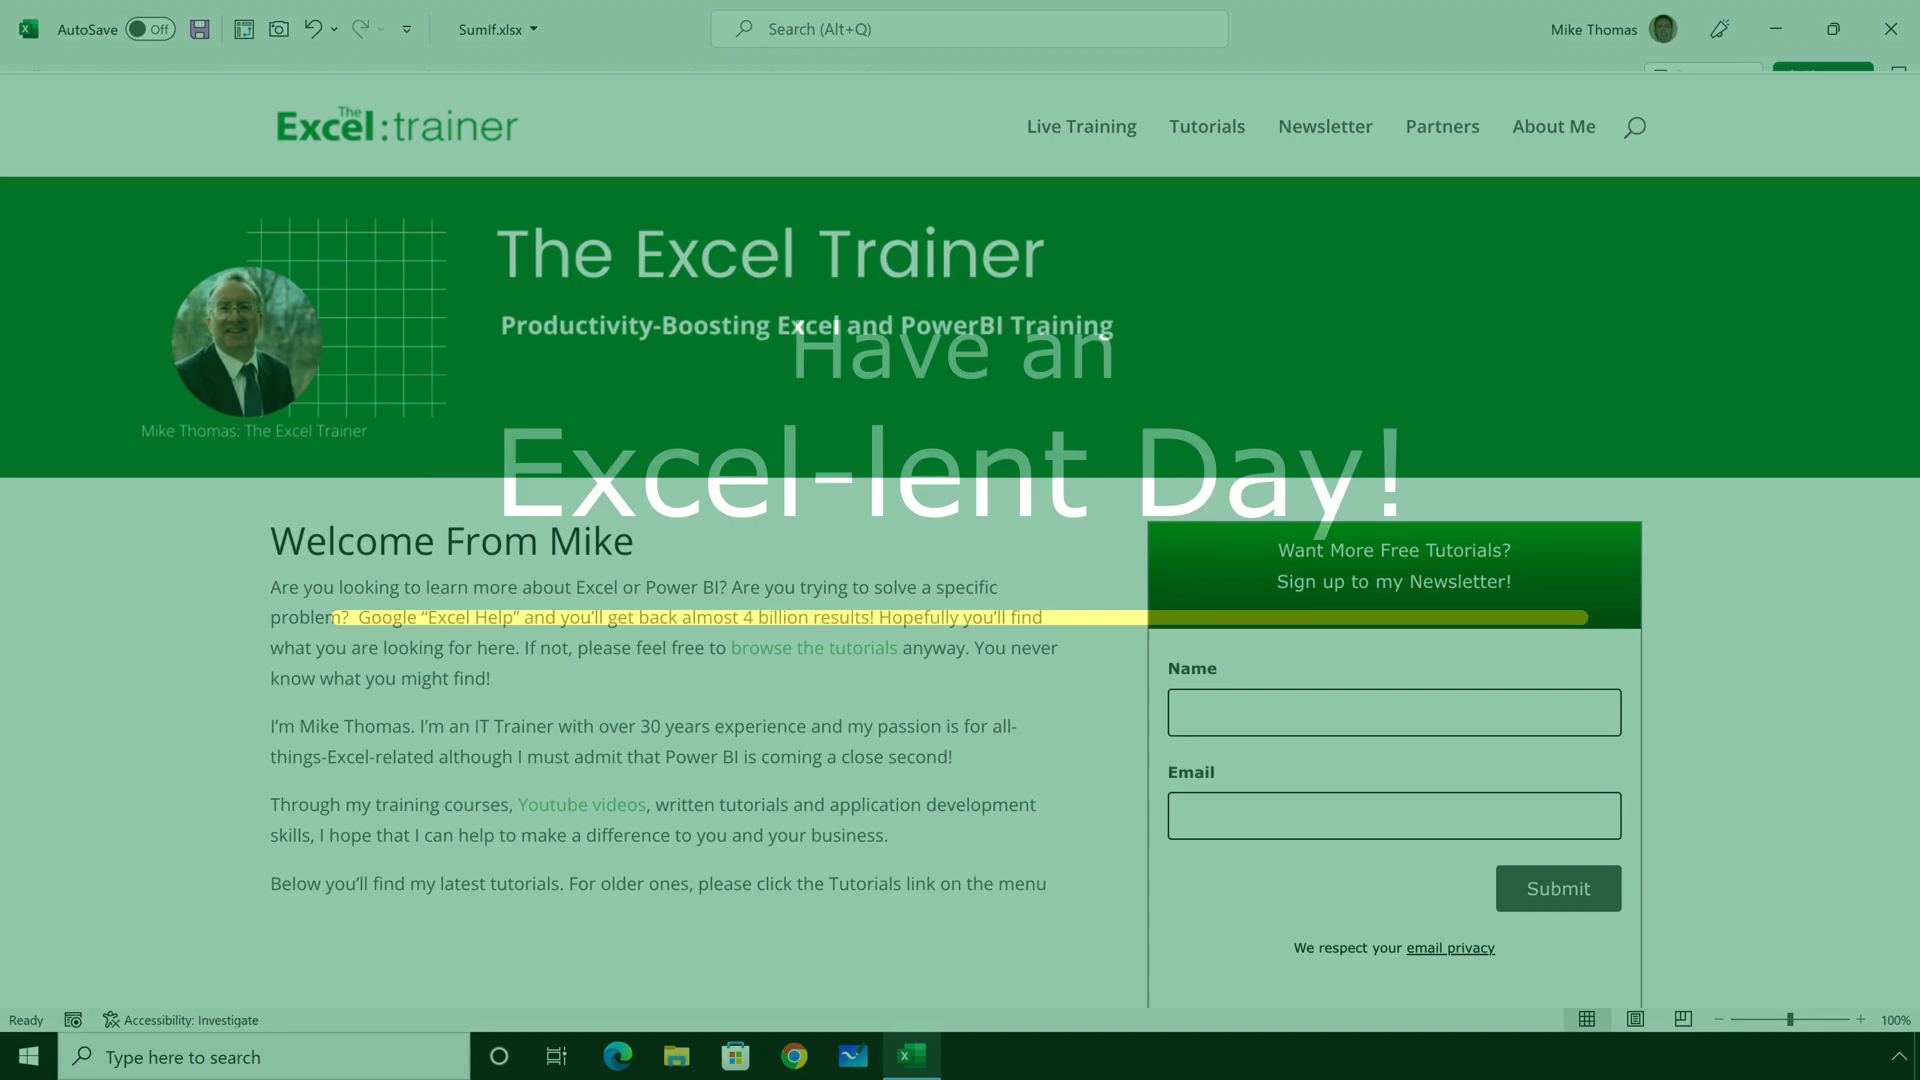 AutoSave Off
SumIf.xlsx
Search (Alt+Q)
Mike Thomas
The
Excel:trainer
Live Training Tutorials Newsletter Partners About Me
The Excel Trainer
Productivity-Boosting Excel and PowerBI Training
Have an
Mike Thomas: The Excel Trainer
Excel-lent Day!
Welcome From Mike
Are you looking to learn more about Excel or Power BI? Are you trying to solve a specific
problem? Google “Excel Help” and you’ll get back almost 4 billion results! Hopefully you’ll find
what you are looking for here. If not, please feel free to browse the tutorials anyway. You never
know what you might find!
I’m Mike Thomas. I’m an IT Trainer with over 30 years experience and my passion is for all-
things-Excel-related although I must admit that Power BI is coming a close second!
Through my training courses, Youtube videos, written tutorials and application development
skills, I hope that I can help to make a difference to you and your business.
Below you’ll find my latest tutorials. For older ones, please click the Tutorials link on the menu
Want More Free Tutorials?
Sign up to my Newsletter!
Name
Email
Submit
We respect your email privacy
Ready
Accessibility: Investigate
100%
Type here to search